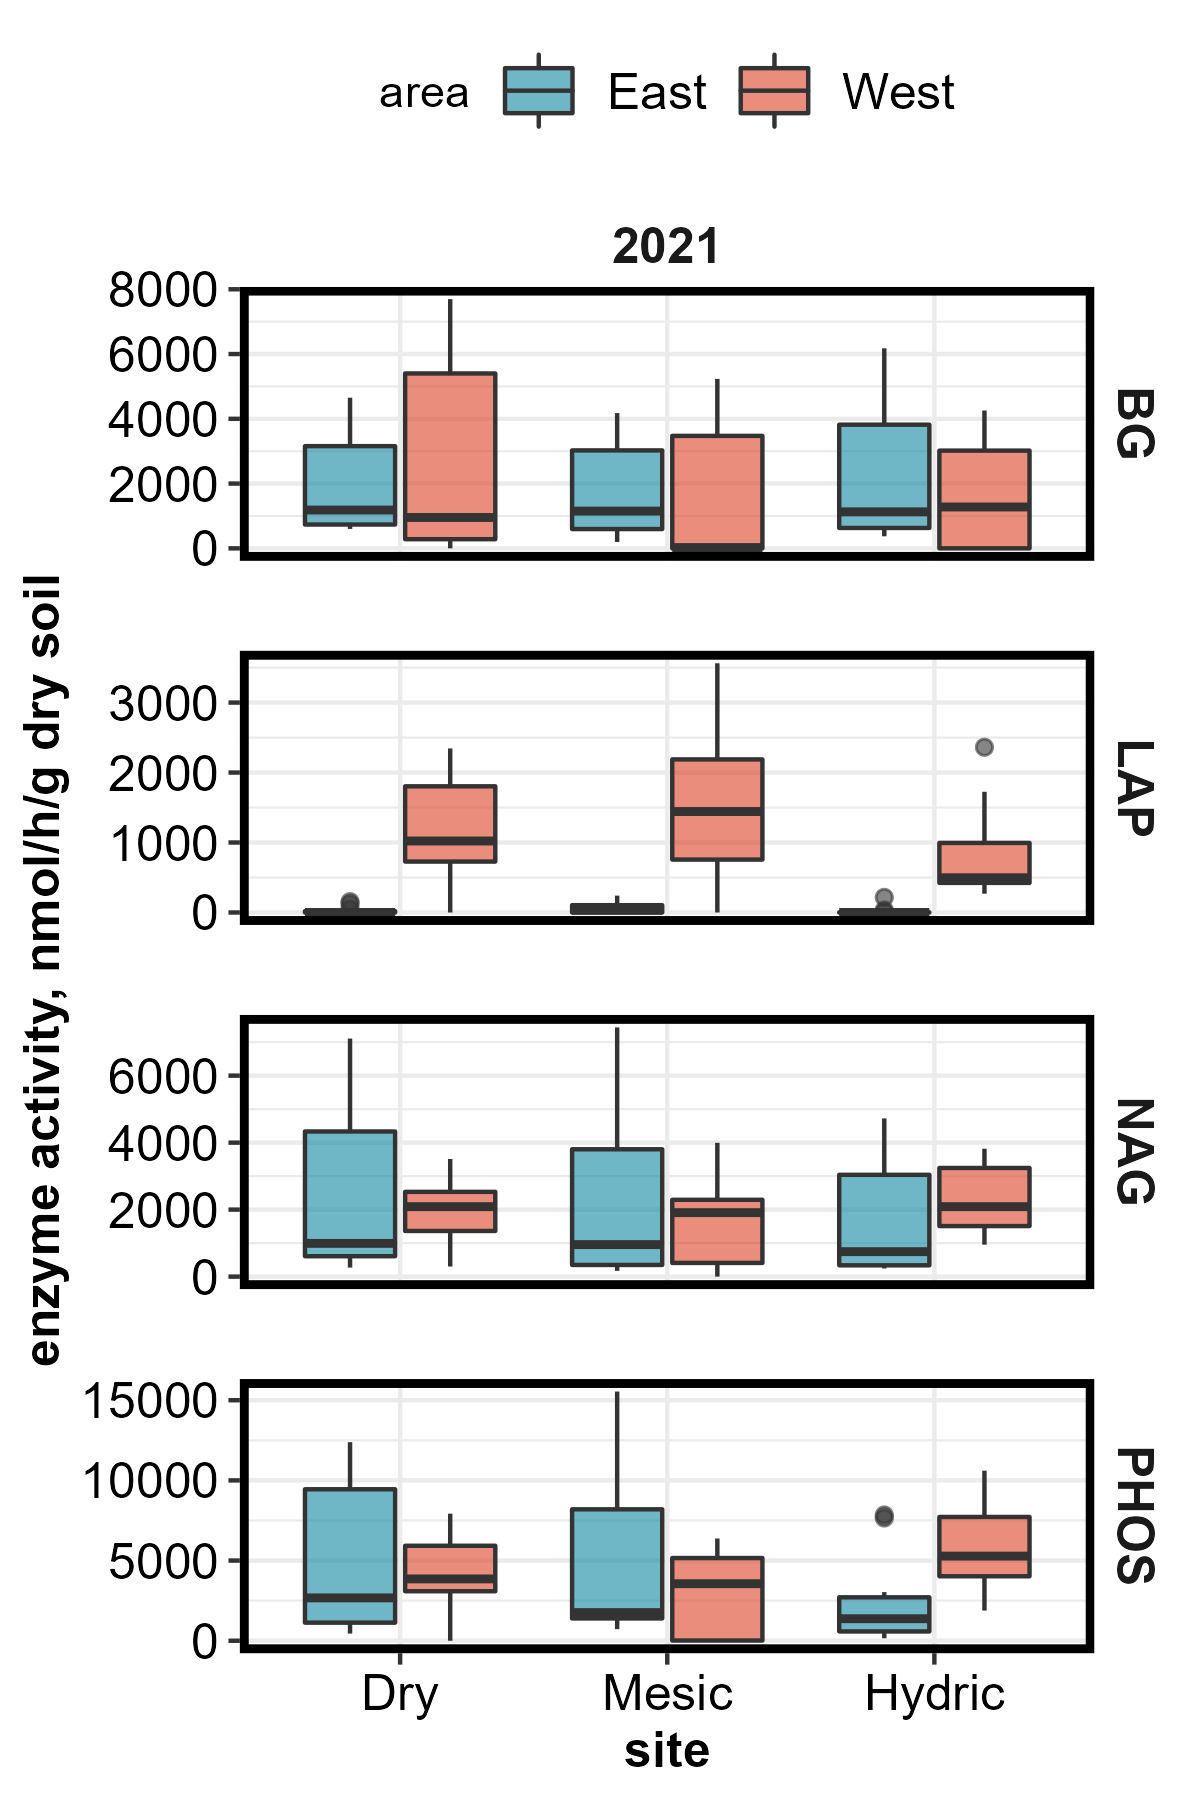 area East West
2021
8000
6000
4000
2000
0
BG
3000
2000
1000
0
LAP
6000
4000
2000
0
NAG
15000
10000
5000
0
PHOS
Dry Mesic Hydric
site
enzyme activity, nmol/h/g dry soil